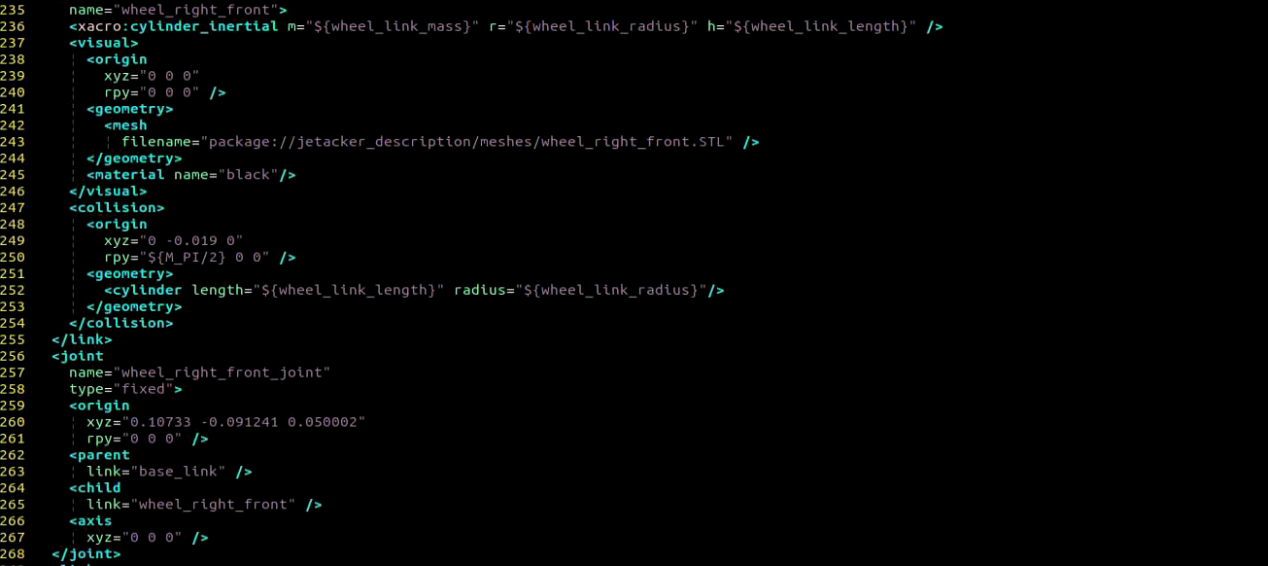 235 name="wheel_right_front">
236 <xacro:cylinder_inertial m="${wheel_link_mass}" r="${wheel_link_radius}" h="${wheel_link_length}" />
237 <visual>
238 <origin
239 xyz="0 0 0"
240 rpy="0 0 0" />
241 <geometry>
242 <mesh
243 filename="package://jetacker_description/meshes/wheel_right_front.STL" />
244 </geometry>
245 <material name="black"/>
246 </visual>
247 <collision>
248 <origin
249 xyz="0 -0.019 0"
250 rpy="${M_PI/2} 0 0" />
251 <geometry>
252 <cylinder length="${wheel_link_length}" radius="${wheel_link_radius}"/>
253 </geometry>
254 </collision>
255 </link>
256 <joint
257 name="wheel_right_front_joint"
258 type="fixed">
259 <origin
260 xyz="0.10733 -0.091241 0.050002"
261 rpy="0 0 0" />
262 <parent
263 link="base_link" />
264 <child
265 link="wheel_right_front" />
266 <axis
267 xyz="0 0 0" />
268 </joint>